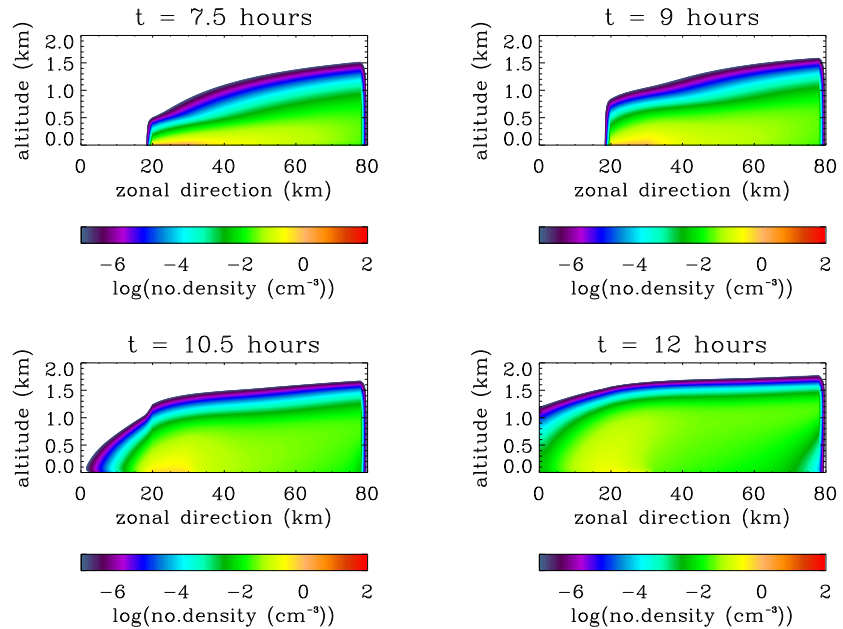 t = 7.5 hours
altitude (km)
2.0
1.5
1.0
0.5
0.0
0 20 40 60 80
zonal direction (km)
−6 −4 −2 0 2
log(no.density (cm⁻³))
t = 9 hours
altitude (km)
2.0
1.5
1.0
0.5
0.0
0 20 40 60 80
zonal direction (km)
−6 −4 −2 0 2
log(no.density (cm⁻³))
t = 10.5 hours
altitude (km)
2.0
1.5
1.0
0.5
0.0
0 20 40 60 80
zonal direction (km)
−6 −4 −2 0 2
log(no.density (cm⁻³))
t = 12 hours
altitude (km)
2.0
1.5
1.0
0.5
0.0
0 20 40 60 80
zonal direction (km)
−6 −4 −2 0 2
log(no.density (cm⁻³))